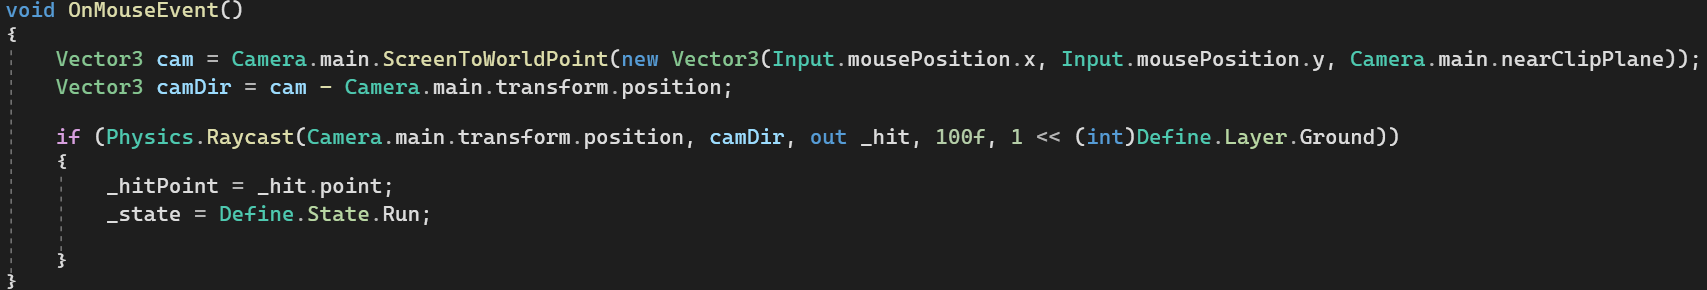 void OnMouseEvent()
{
    Vector3 cam = Camera.main.ScreenToWorldPoint(new Vector3(Input.mousePosition.x, Input.mousePosition.y, Camera.main.nearClipPlane));
    Vector3 camDir = cam - Camera.main.transform.position;

    if (Physics.Raycast(Camera.main.transform.position, camDir, out _hit, 100f, 1 << (int)Define.Layer.Ground))
    {
        _hitPoint = _hit.point;
        _state = Define.State.Run;

    }
}